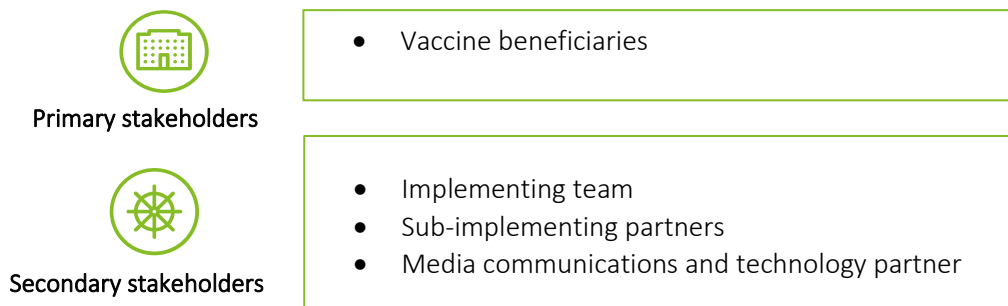 • Vaccine beneficiaries
Primary stakeholders
• Implementing team
• Sub-implementing partners
• Media communications and technology partner
Secondary stakeholders